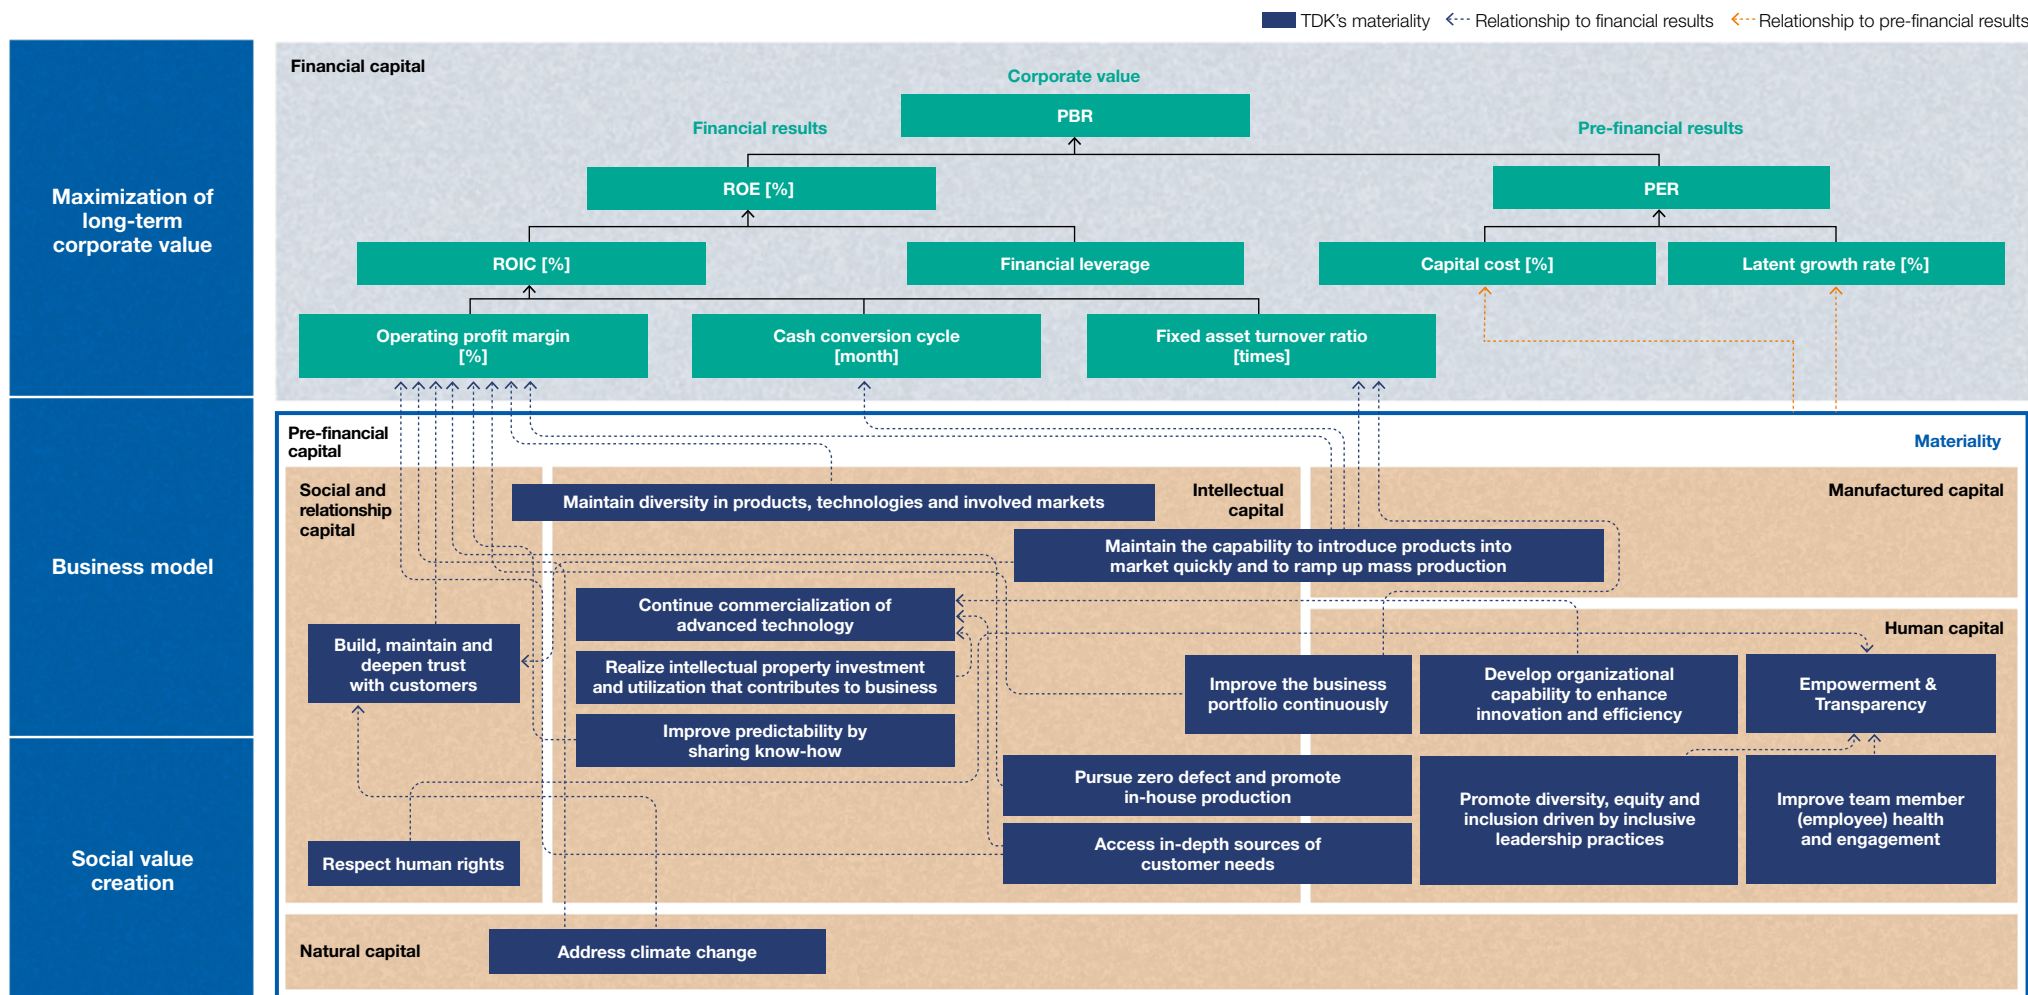 TDK's materiality
Relationship to financial results
Relationship to pre-financial results
Maximization of
long-term
corporate value
Business model
Social value
creation
Financial capital
Corporate value
PBR
Financial results
Pre-financial results
ROE [%]
PER
ROIC [%]
Financial leverage
Capital cost [%]
Latent growth rate [%]
Operating profit margin
[%]
Cash conversion cycle
[month]
Fixed asset turnover ratio
[times]
Pre-financial
capital
Materiality
Social and
relationship
capital
Maintain diversity in products, technologies and involved markets
Intellectual
capital
Manufactured capital
Maintain the capability to introduce products into
market quickly and to ramp up mass production
Continue commercialization of
advanced technology
Human capital
Build, maintain and
deepen trust
with customers
Realize intellectual property investment
and utilization that contributes to business
Improve the business
portfolio continuously
Develop organizational
capability to enhance
innovation and efficiency
Empowerment &
Transparency
Improve predictability by
sharing know-how
Pursue zero defect and promote
in-house production
Promote diversity, equity and
inclusion driven by inclusive
leadership practices
Improve team member
(employee) health
and engagement
Respect human rights
Access in-depth sources of
customer needs
Natural capital
Address climate change